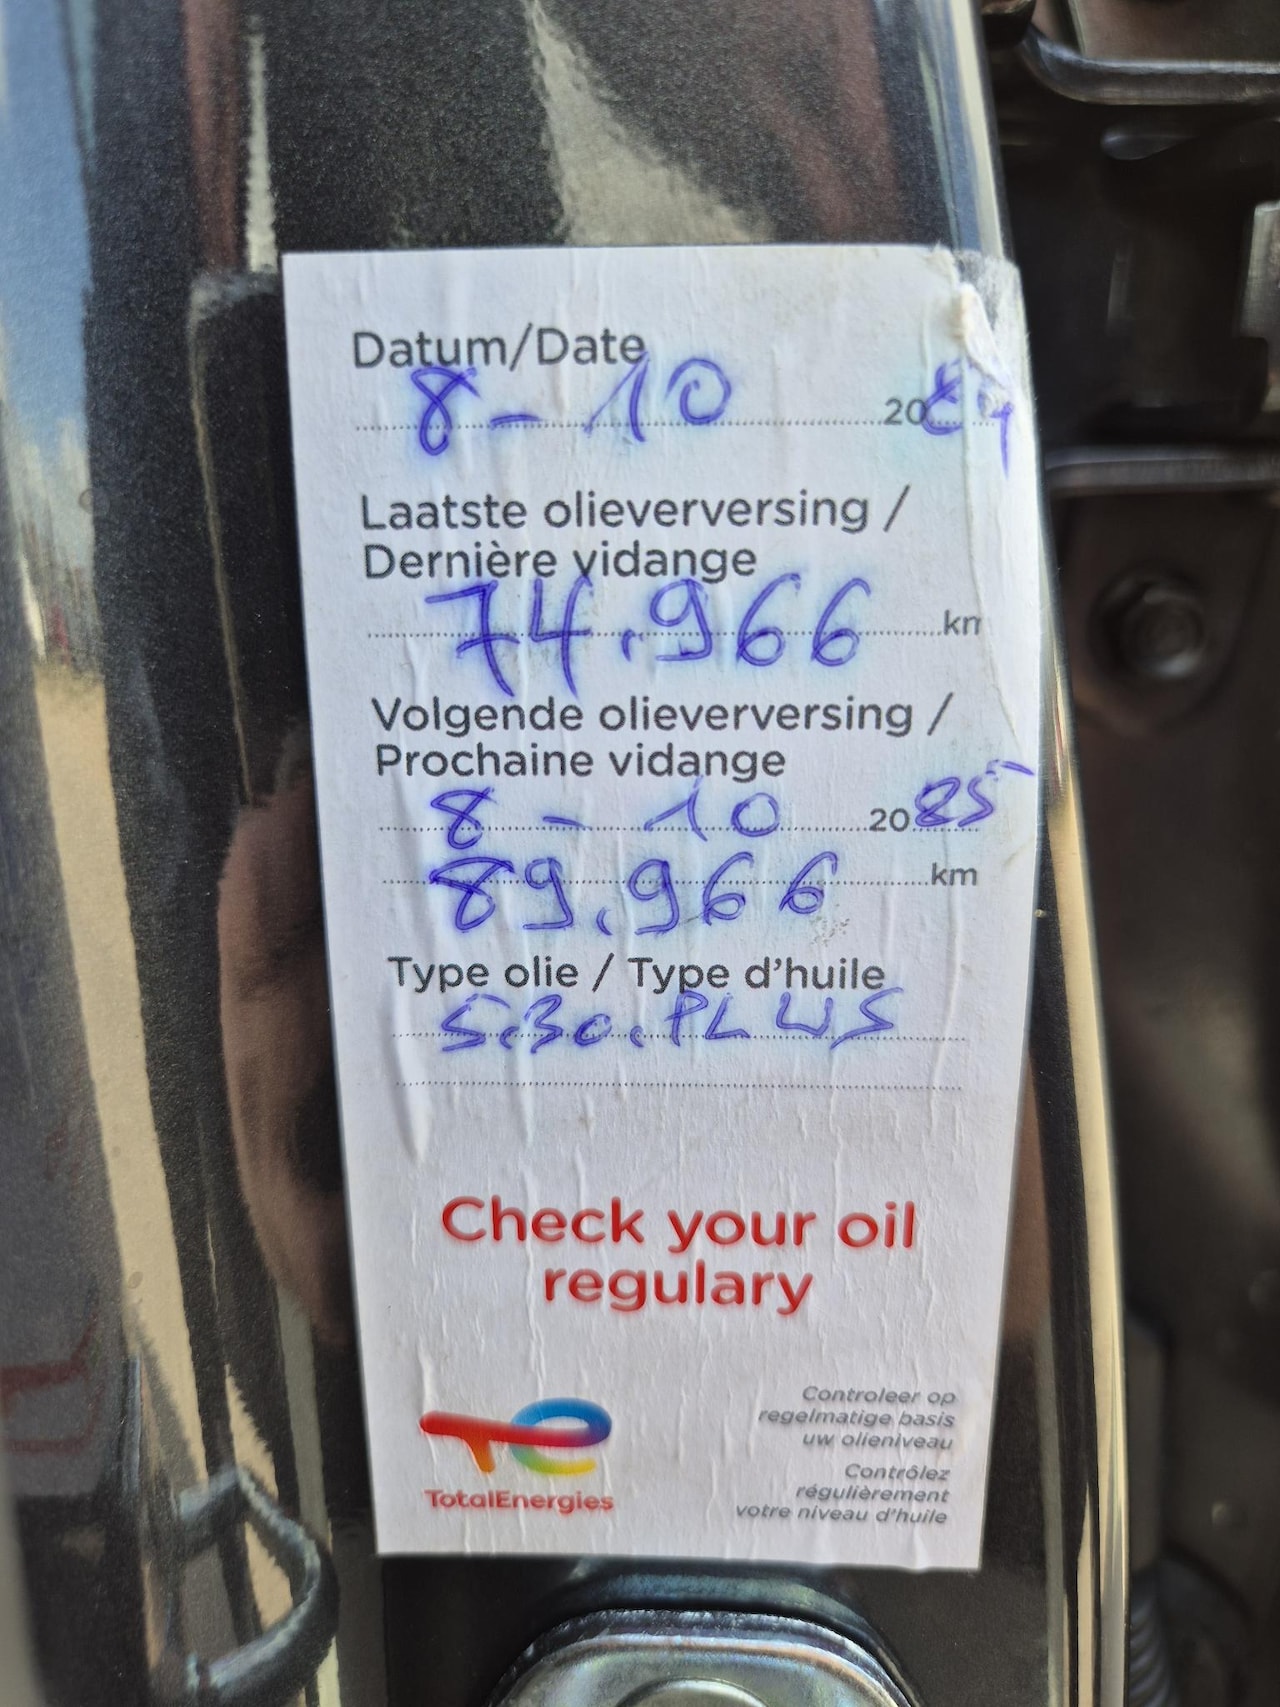 Datum/Date
8-10 2024
Laatste olieverversing /
Dernière vidange
74.966 km
Volgende olieverversing /
Prochaine vidange
8-10 2025
89.966 km
Type olie / Type d'huile
5.30.PLUS
Check your oil
regulary
TotalEnergies
Controleer op
regelmatige basis
uw olieniveau
Contrôlez
régulièrement
votre niveau d'huile